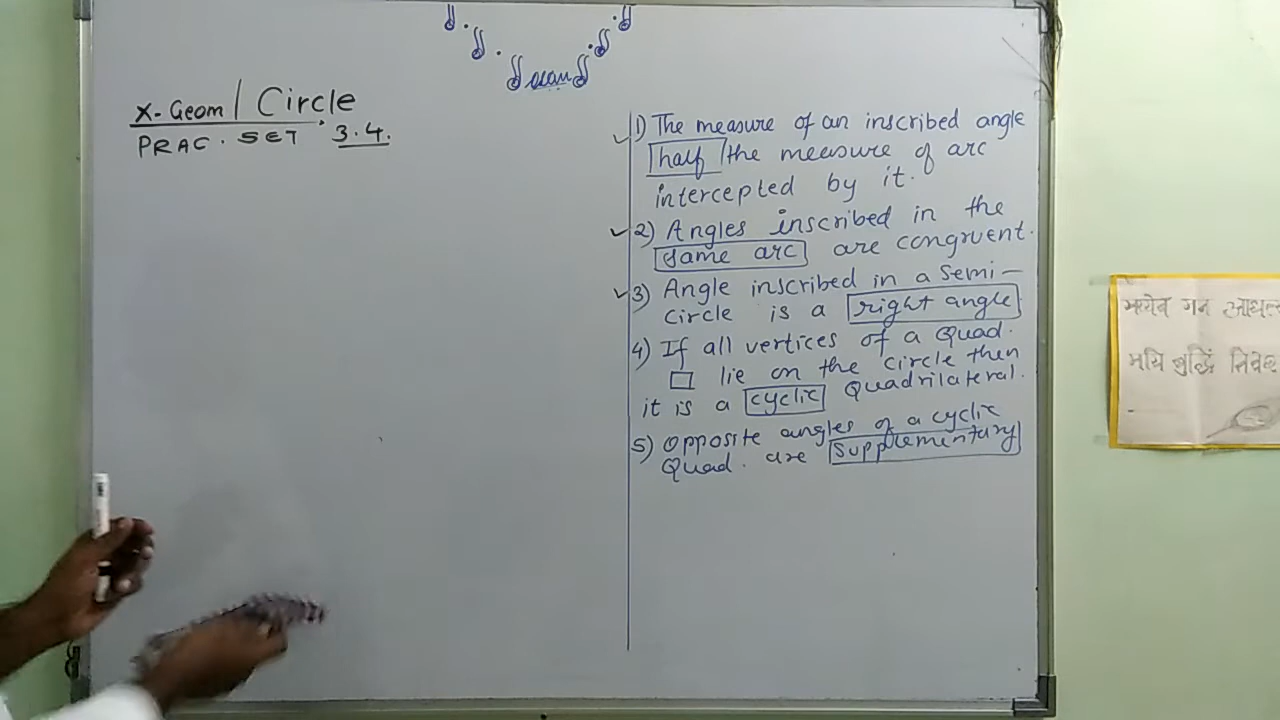 X-Geom | Circle
PRAC. SET 3.4.
1) The measure of an inscribed angle
half the measure of arc
intercepted by it.
2) Angles inscribed in the
same arc are congruent.
3) Angle inscribed in a semi-
circle is a right angle
4) If all vertices of a Quad.
□ lie on the circle then
it is a cyclic Quadrilateral.
5) Opposite angles of a cyclic
Quad. are supplementary
मय्येव मन
मयि बुद्धिं